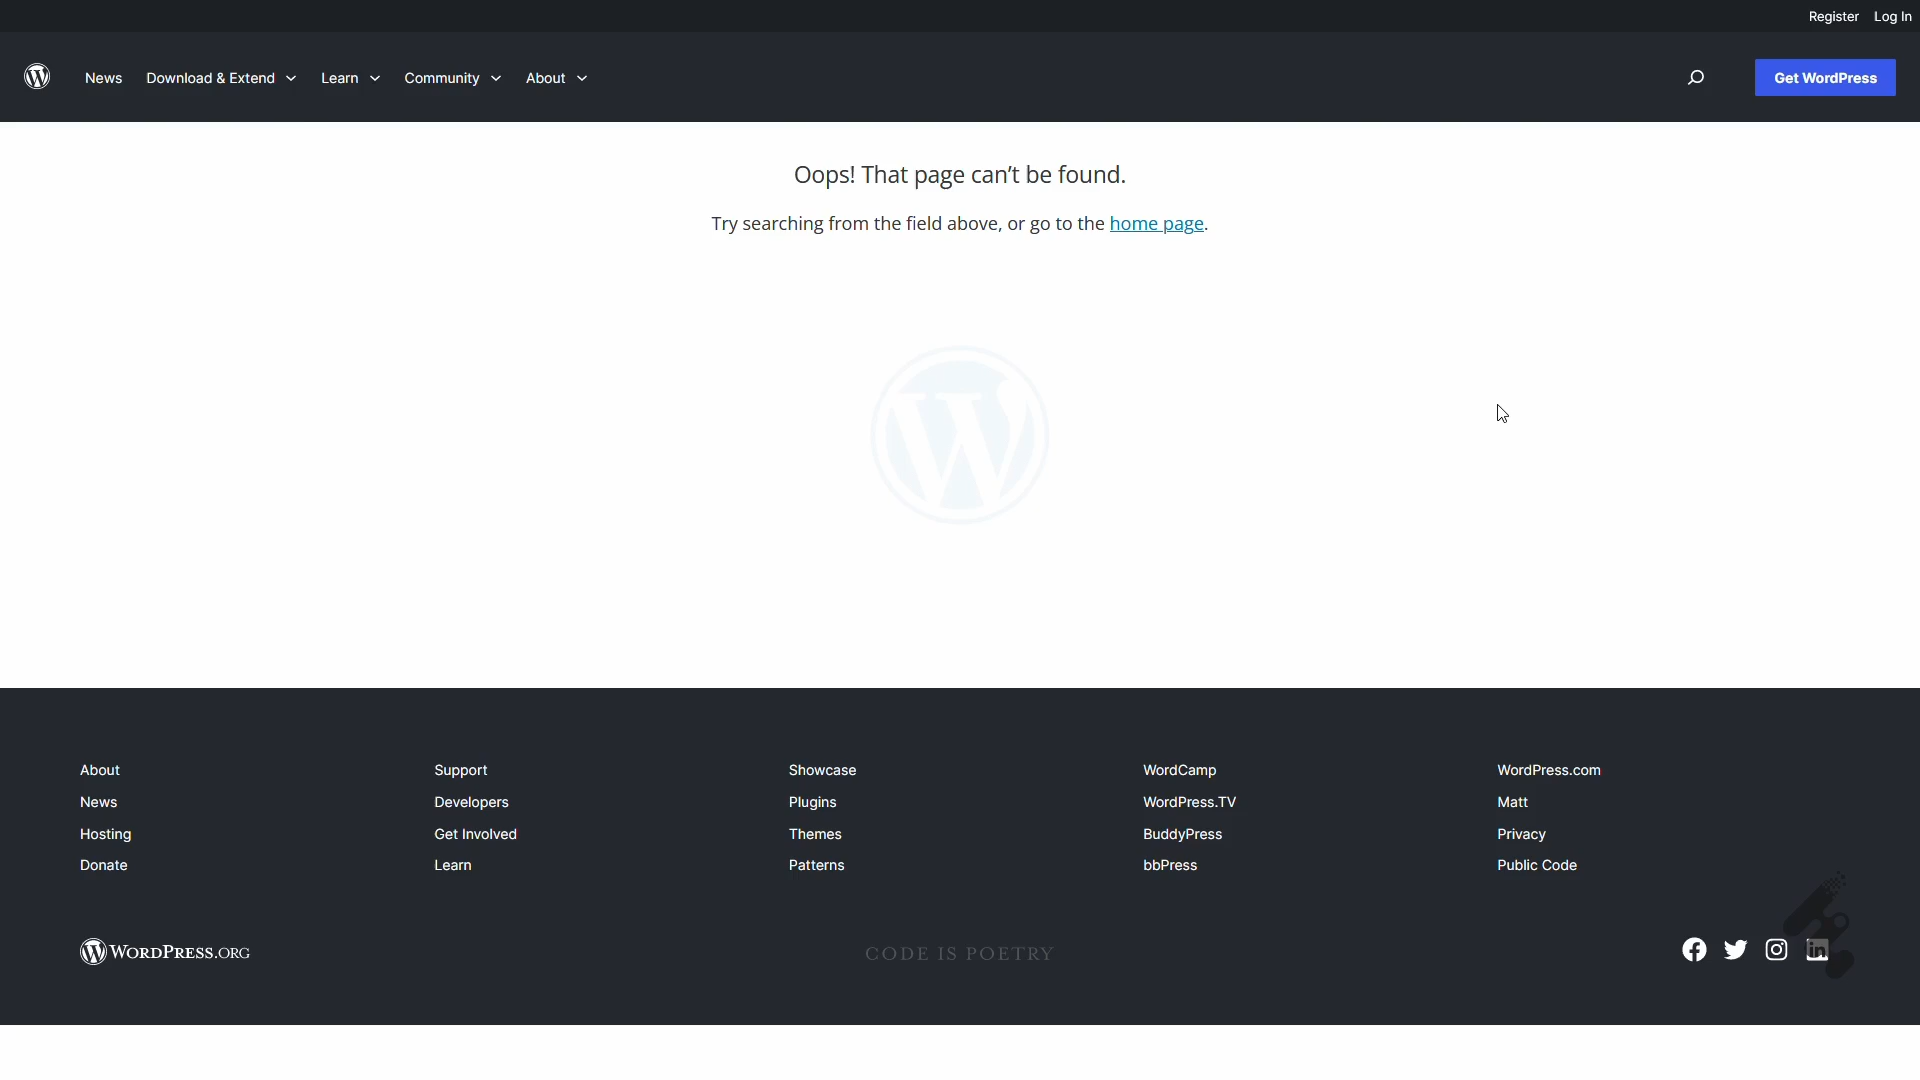 Register Log In
News Download & Extend Learn Community About Get WordPress
Oops! That page can’t be found.
Try searching from the field above, or go to the home page.
About Support Showcase WordCamp WordPress.com
News Developers Plugins WordPress.TV Matt
Hosting Get Involved Themes BuddyPress Privacy
Donate Learn Patterns bbPress Public Code
WORDPRESS.ORG CODE IS POETRY